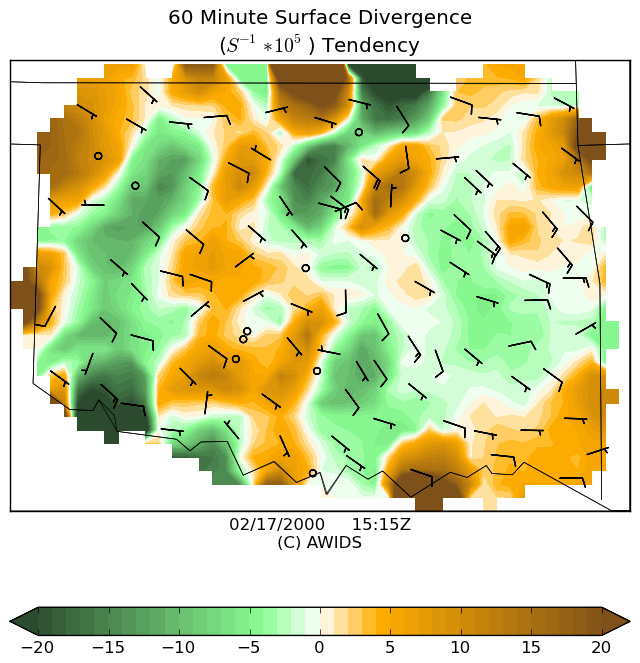 60 Minute Surface Divergence
(S⁻¹ *10⁵ ) Tendency
02/17/2000 15:15Z
(C) AWIDS
−20 −15 −10 −5 0 5 10 15 20